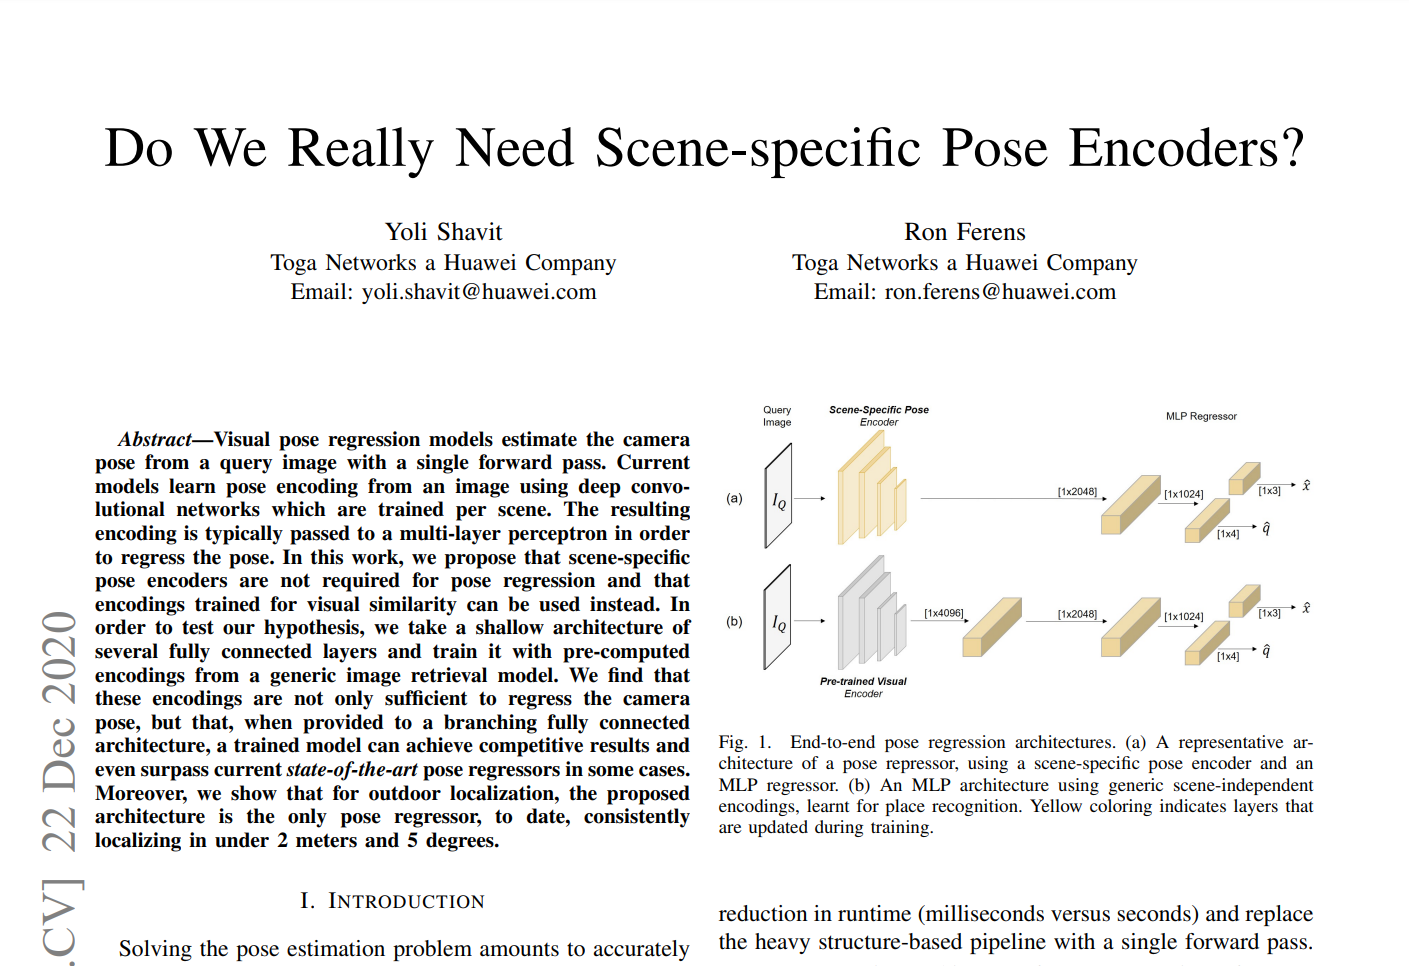 Do We Really Need Scene-specific Pose Encoders?
Yoli Shavit
Toga Networks a Huawei Company
Email: yoli.shavit@huawei.com
Ron Ferens
Toga Networks a Huawei Company
Email: ron.ferens@huawei.com
.CV] 22 Dec 2020
Abstract—Visual pose regression models estimate the camera
pose from a query image with a single forward pass. Current
models learn pose encoding from an image using deep convo-
lutional networks which are trained per scene. The resulting
encoding is typically passed to a multi-layer perceptron in order
to regress the pose. In this work, we propose that scene-specific
pose encoders are not required for pose regression and that
encodings trained for visual similarity can be used instead. In
order to test our hypothesis, we take a shallow architecture of
several fully connected layers and train it with pre-computed
encodings from a generic image retrieval model. We find that
these encodings are not only sufficient to regress the camera
pose, but that, when provided to a branching fully connected
architecture, a trained model can achieve competitive results and
even surpass current state-of-the-art pose regressors in some cases.
Moreover, we show that for outdoor localization, the proposed
architecture is the only pose regressor, to date, consistently
localizing in under 2 meters and 5 degrees.
I. INTRODUCTION
Solving the pose estimation problem amounts to accurately
Query
Image
Scene-Specific Pose
Encoder
MLP Regressor
(a)
I_Q
[1x2048]
[1x1024]
[1x3]
x̂
[1x4]
q̂
(b)
I_Q
[1x4096]
[1x2048]
[1x1024]
[1x3]
x̂
[1x4]
q̂
Pre-trained Visual
Encoder
Fig. 1. End-to-end pose regression architectures. (a) A representative ar-
chitecture of a pose repressor, using a scene-specific pose encoder and an
MLP regressor. (b) An MLP architecture using generic scene-independent
encodings, learnt for place recognition. Yellow coloring indicates layers that
are updated during training.
reduction in runtime (milliseconds versus seconds) and replace
the heavy structure-based pipeline with a single forward pass.